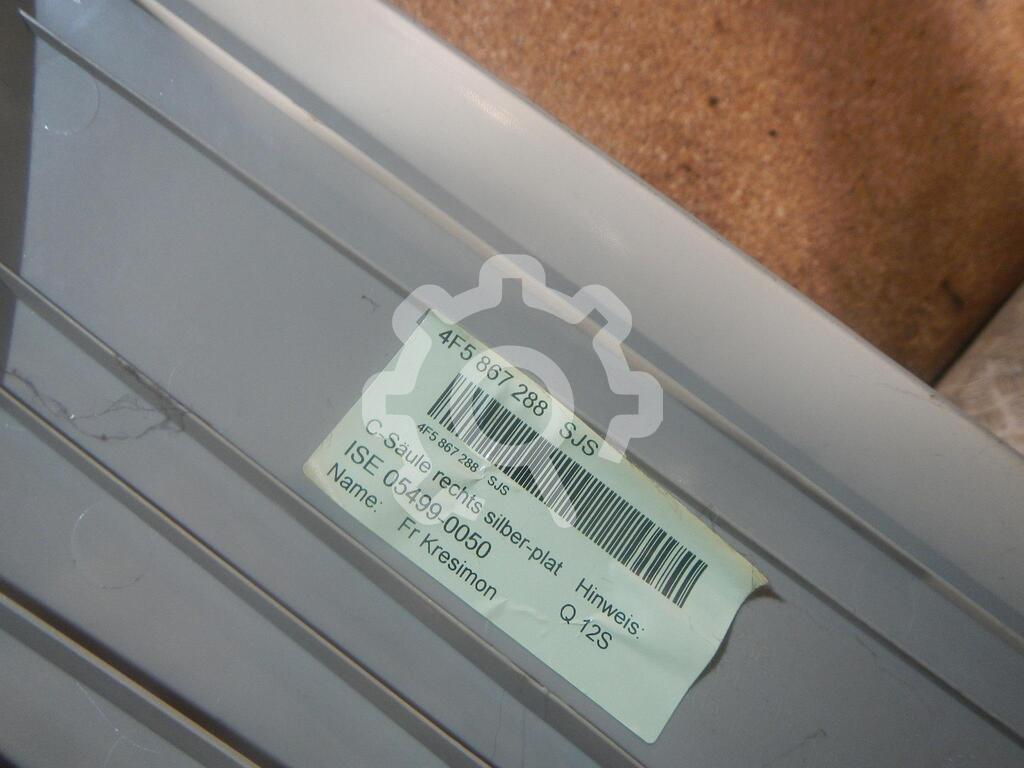 4F5 867 288 SJS
4F5 867 288 SJS
C-Säule rechts silber-plat
ISE 05499-0050 Hinweis:
Name: Fr Kresimon Q 12S